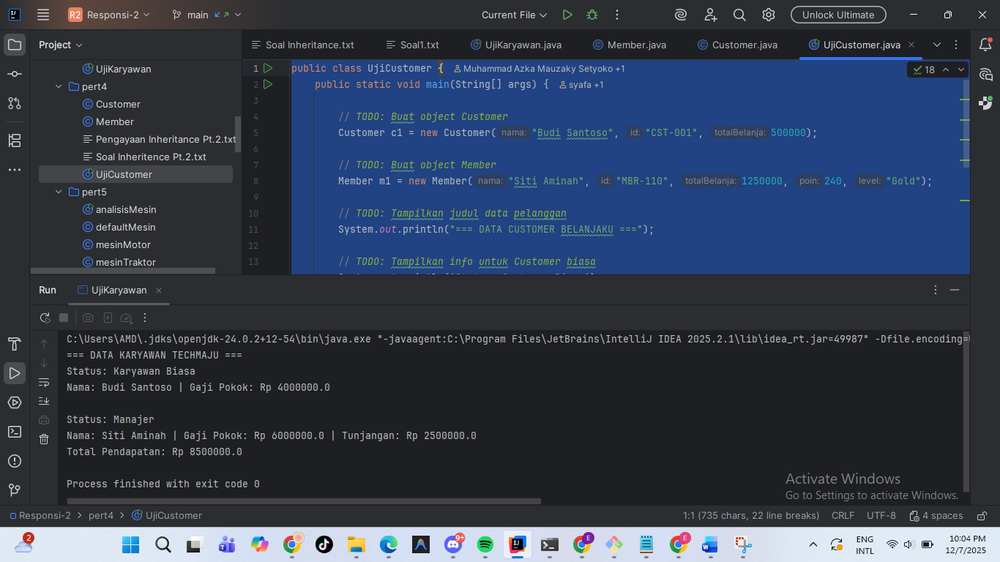 R2 Responsi-2 main Current File Unlock Ultimate
Project
Soal Inheritance.txt Soal1.txt UjiKaryawan.java Member.java Customer.java UjiCustomer.java
UjiKaryawan
pert4
Customer
Member
Pengayaan Inheritance Pt.2.txt
Soal Inheritence Pt.2.txt
UjiCustomer
pert5
analisisMesin
defaultMesin
mesinMotor
mesinTraktor
18
1 public class UjiCustomer { Muhammad Azka Mauzaky Setyoko +1
2 public static void main(String[] args) { syafa +1
3
4 // TODO: Buat object Customer
5 Customer c1 = new Customer( nama: "Budi Santoso", id: "CST-001", totalBelanja: 500000);
6
7 // TODO: Buat object Member
8 Member m1 = new Member( nama: "Siti Aminah", id: "MBR-110", totalBelanja: 1250000, poin: 240, level: "Gold");
9
10 // TODO: Tampilkan judul data pelanggan
11 System.out.println("=== DATA CUSTOMER BELANJAKU ===");
12
13 // TODO: Tampilkan info untuk Customer biasa
Run UjiKaryawan
C:\Users\AMD\.jdks\openjdk-24.0.2+12-54\bin\java.exe "-javaagent:C:\Program Files\JetBrains\IntelliJ IDEA 2025.2.1\lib\idea_rt.jar=49987" -Dfile.encoding=
=== DATA KARYAWAN TECHMAJU ===
Status: Karyawan Biasa
Nama: Budi Santoso | Gaji Pokok: Rp 4000000.0
Status: Manajer
Nama: Siti Aminah | Gaji Pokok: Rp 6000000.0 | Tunjangan: Rp 2500000.0
Total Pendapatan: Rp 8500000.0
Process finished with exit code 0
Activate Windows
Go to Settings to activate Windows.
Responsi-2 > pert4 > UjiCustomer 1:1 (735 chars, 22 line breaks) CRLF UTF-8 4 spaces
2 9+ E E ENG 10:04 PM
INTL 12/7/2025